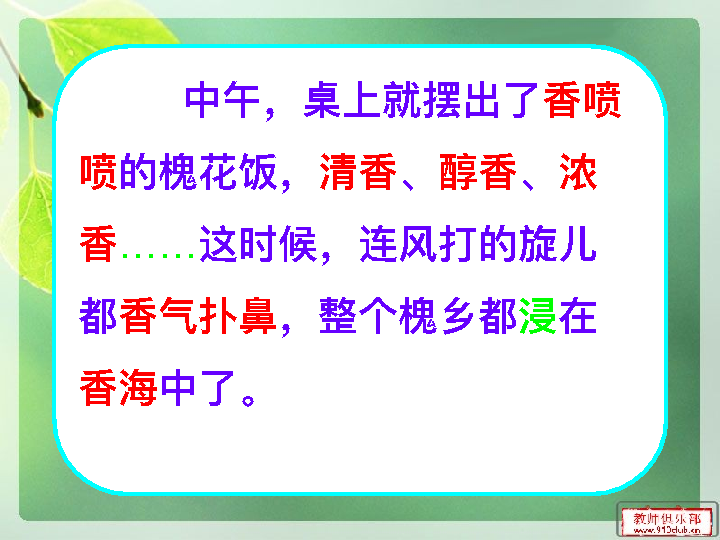 中午，桌上就摆出了香喷
喷的槐花饭，清香、醇香、浓
香……这时候，连风打的旋儿
都香气扑鼻，整个槐乡都浸在
香海中了。
教师俱乐部
www.910club.cn